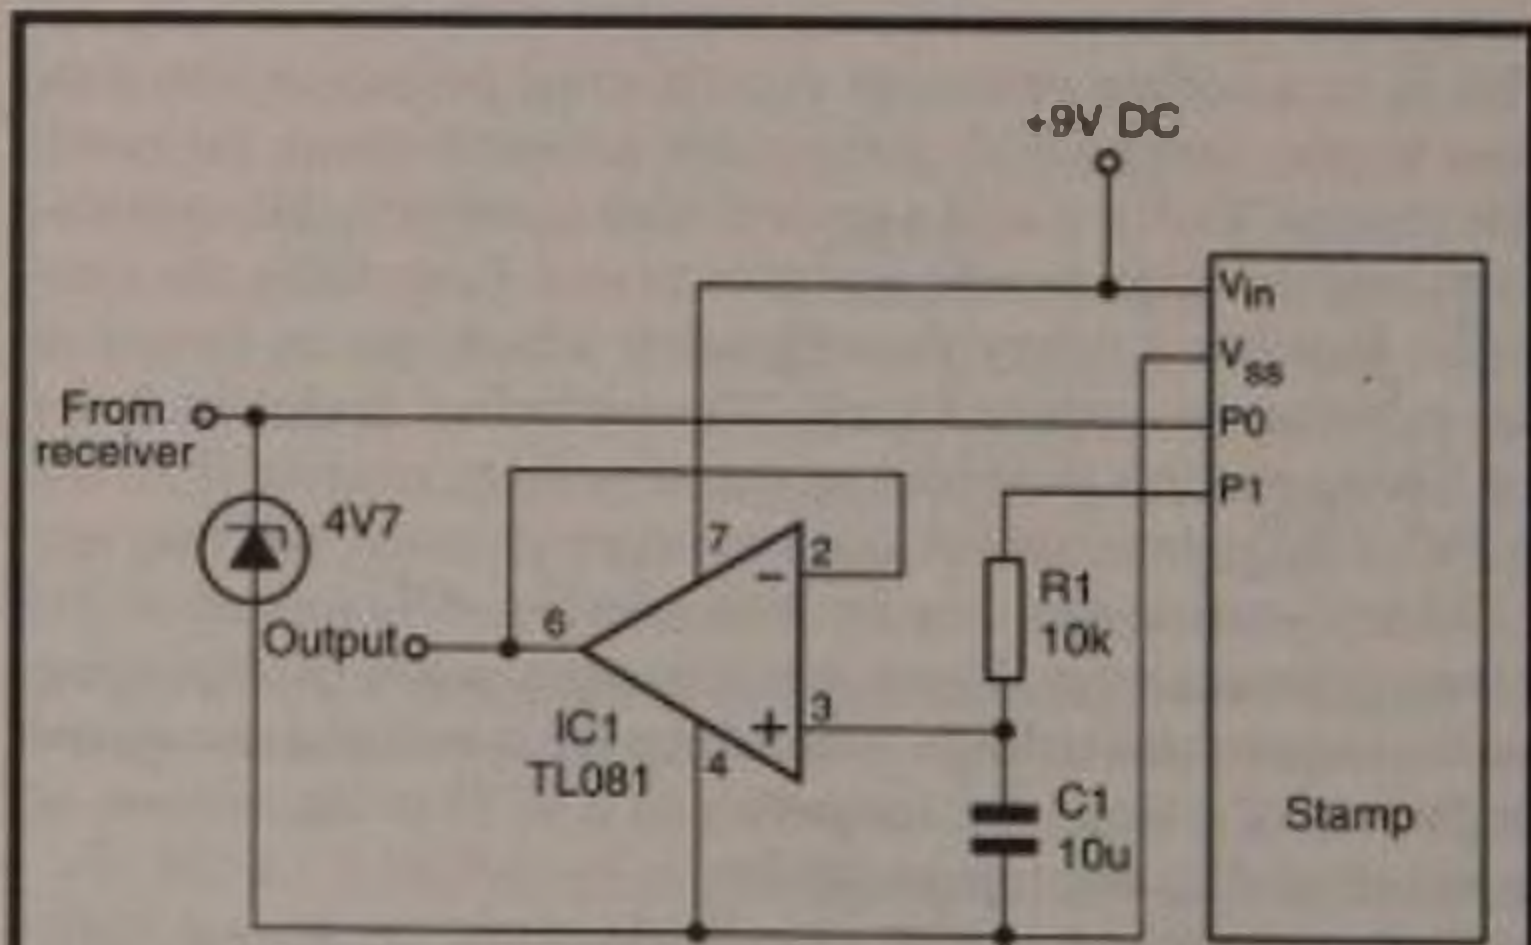 +9V DC
Vin
Vss
From
receiver
P0
P1
4V7
7
2
−
R1
10k
6
Output
3
+
IC1
TL081
4
C1
10u
Stamp